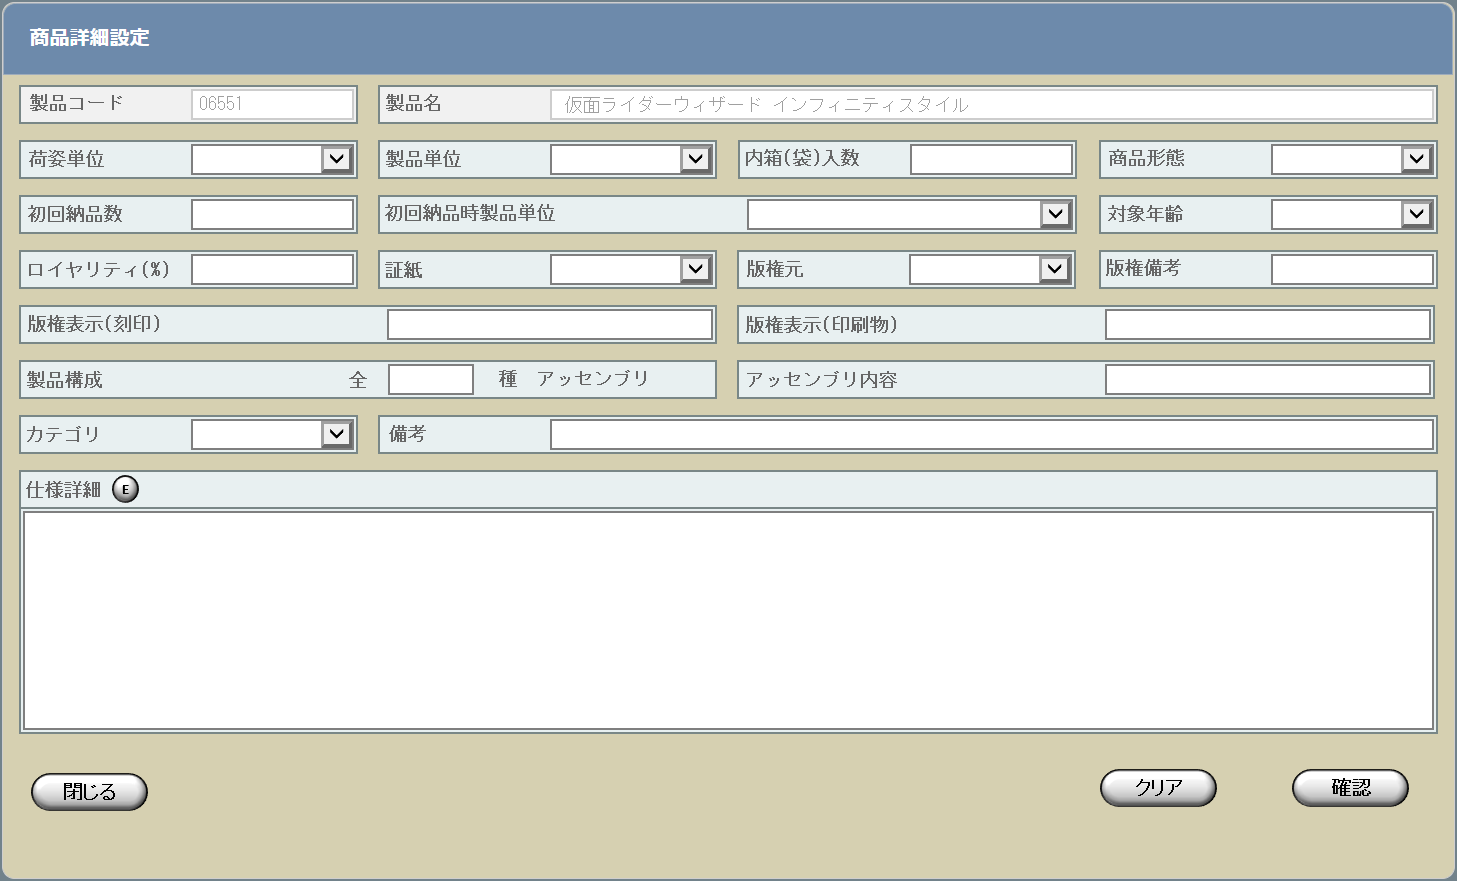 商品詳細設定
製品コード 06551 製品名 仮面ライダーウィザード インフィニティスタイル
荷姿単位 製品単位 内箱(袋)入数 商品形態
初回納品数 初回納品時製品単位 対象年齢
ロイヤリティ(%) 証紙 版権元 版権備考
版権表示(刻印) 版権表示(印刷物)
製品構成 全 種 アッセンブリ アッセンブリ内容
カテゴリ 備考
仕様詳細 E
閉じる クリア 確認